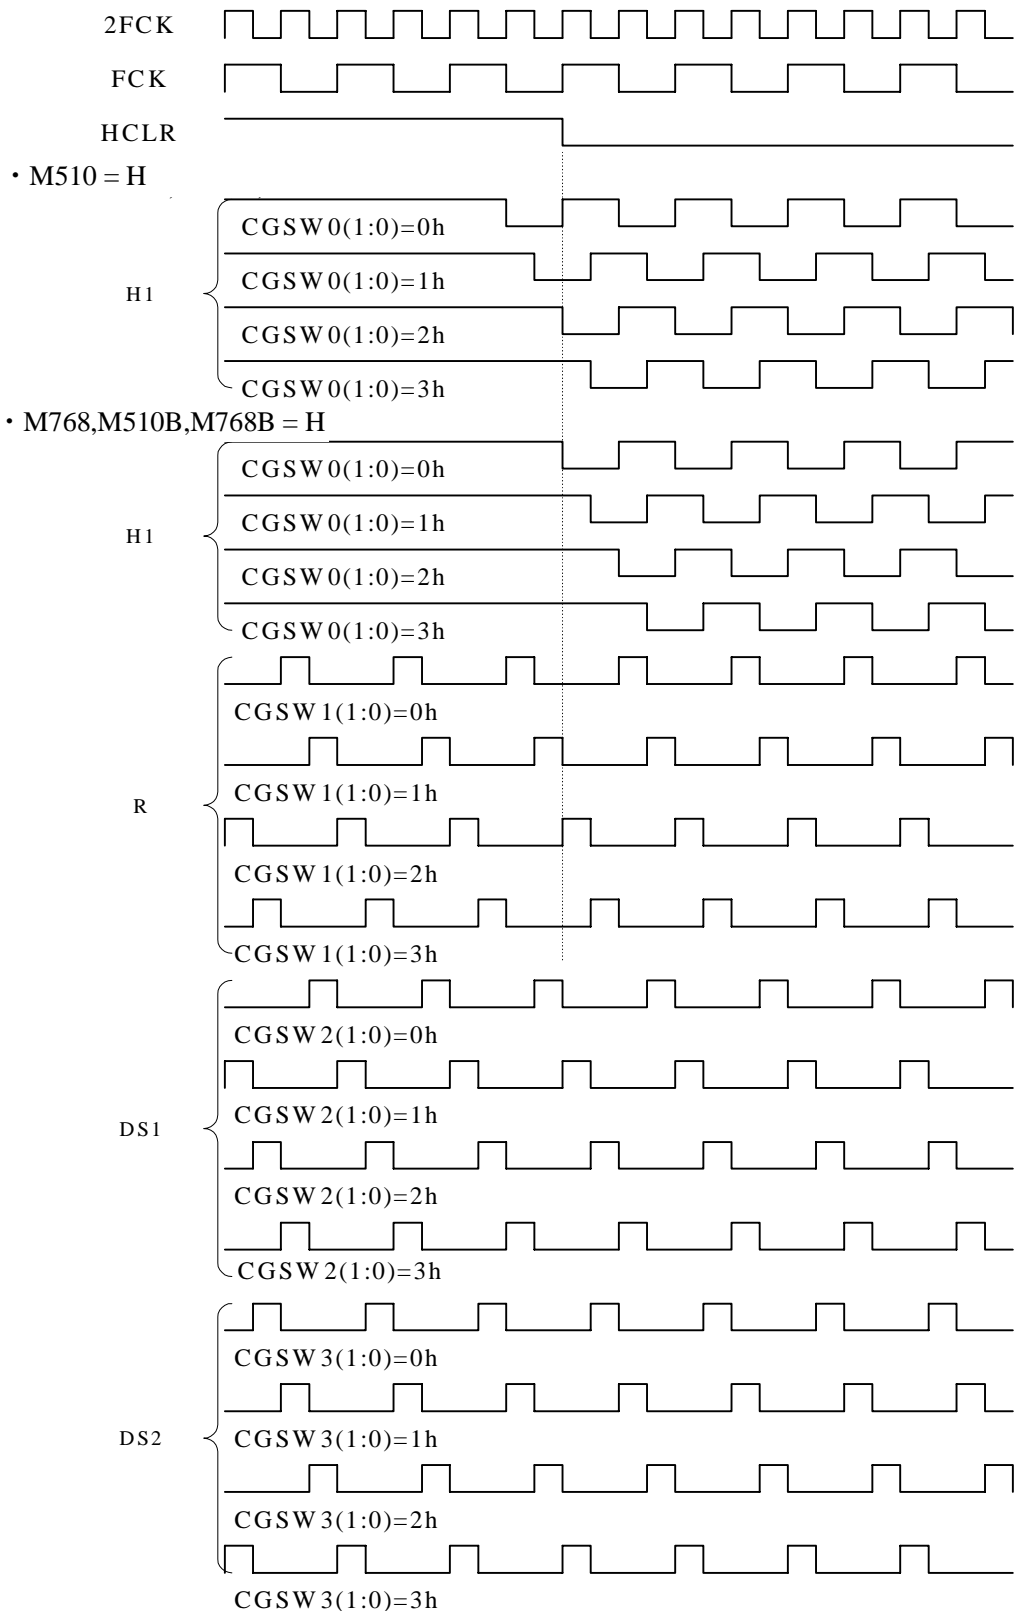 2FCK
FCK
HCLR
・M510 = H
CGSW0(1:0)=0h
CGSW0(1:0)=1h
H1
CGSW0(1:0)=2h
CGSW0(1:0)=3h
・M768,M510B,M768B = H
CGSW0(1:0)=0h
CGSW0(1:0)=1h
H1
CGSW0(1:0)=2h
CGSW0(1:0)=3h
CGSW1(1:0)=0h
CGSW1(1:0)=1h
R
CGSW1(1:0)=2h
CGSW1(1:0)=3h
CGSW2(1:0)=0h
CGSW2(1:0)=1h
DS1
CGSW2(1:0)=2h
CGSW2(1:0)=3h
CGSW3(1:0)=0h
CGSW3(1:0)=1h
DS2
CGSW3(1:0)=2h
CGSW3(1:0)=3h